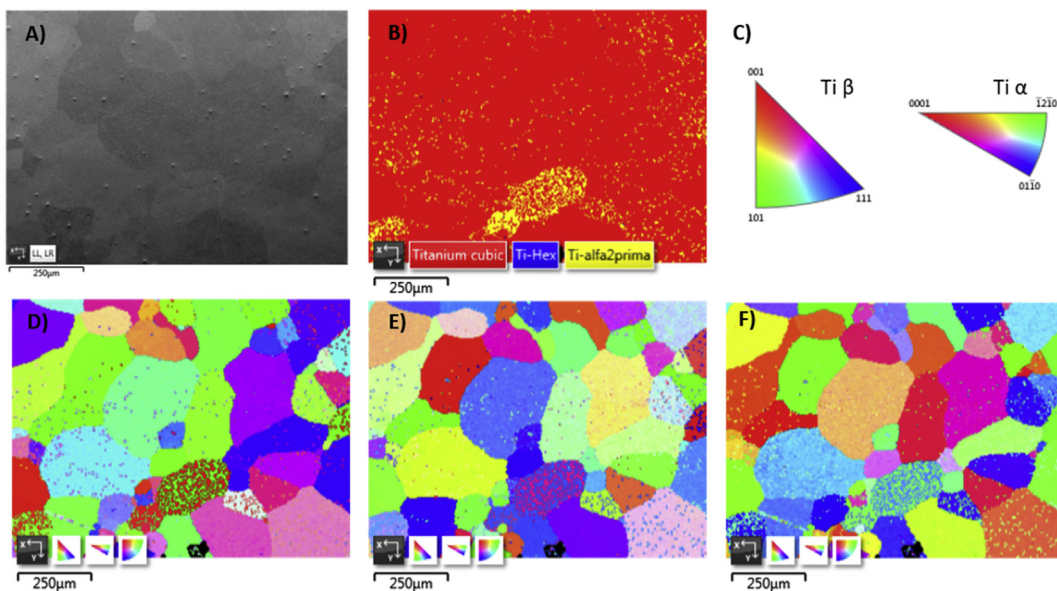 A)
LL, LR
X
Y
250μm
B)
X
Y
Titanium cubic
Ti-Hex
Ti-alfa2prima
250μm
C)
001
Ti β
101
111
Ti α
0001
1̅21̅0
011̅0
D)
X
Y
250μm
E)
X
Y
250μm
F)
X
Y
250μm